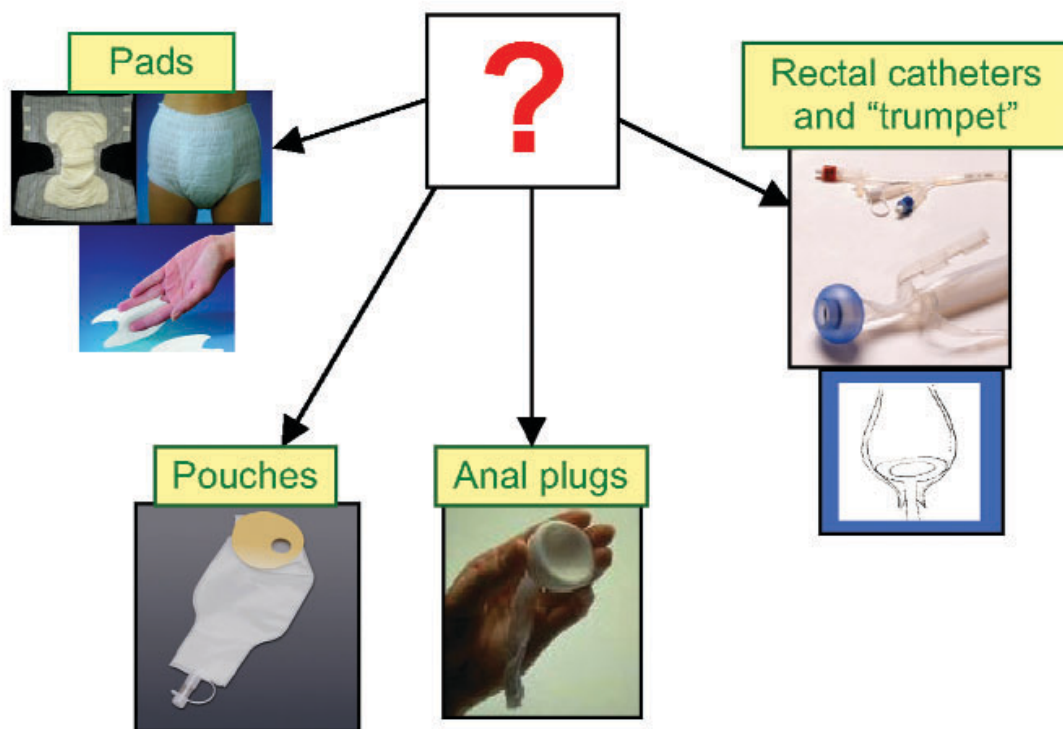 Pads
?
Rectal catheters
and “trumpet”
Pouches
Anal plugs